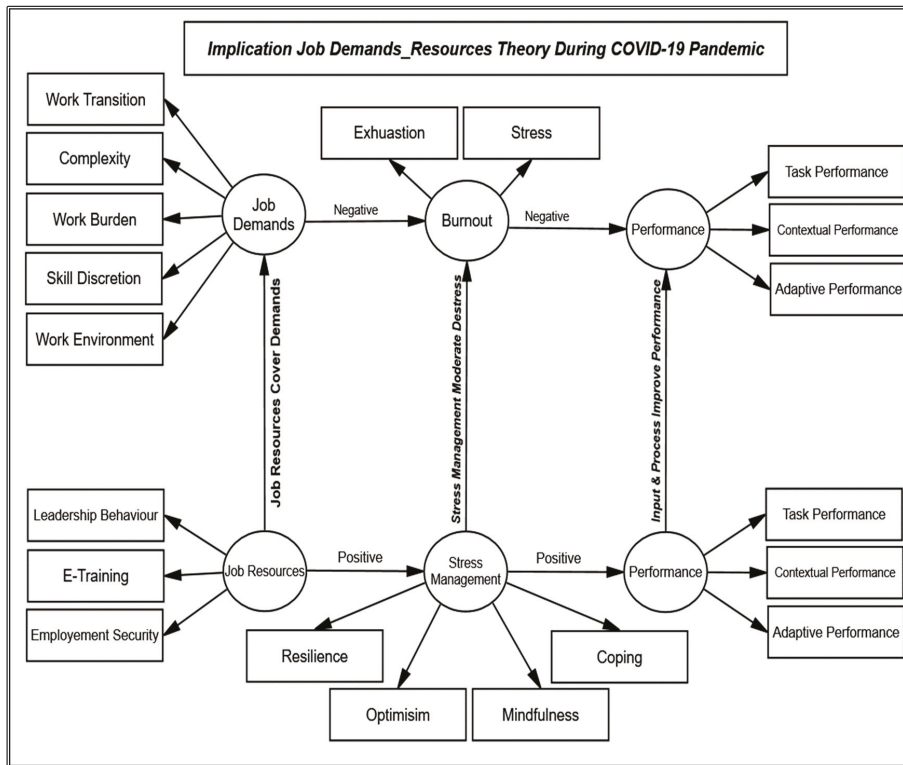 Implication Job Demands_Resources Theory During COVID-19 Pandemic
Work Transition
Complexity
Work Burden
Skill Discretion
Work Environment
Job
Demands
Negative
Exhuastion
Stress
Burnout
Negative
Performance
Task Performance
Contextual Performance
Adaptive Performance
Job Resources Cover Demands
Stress Management Moderate Destress
Input & Process Improve Performance
Leadership Behaviour
E-Training
Employement Security
Job Resources
Positive
Stress
Management
Positive
Performance
Task Performance
Contextual Performance
Adaptive Performance
Resilience
Optimisim
Mindfulness
Coping